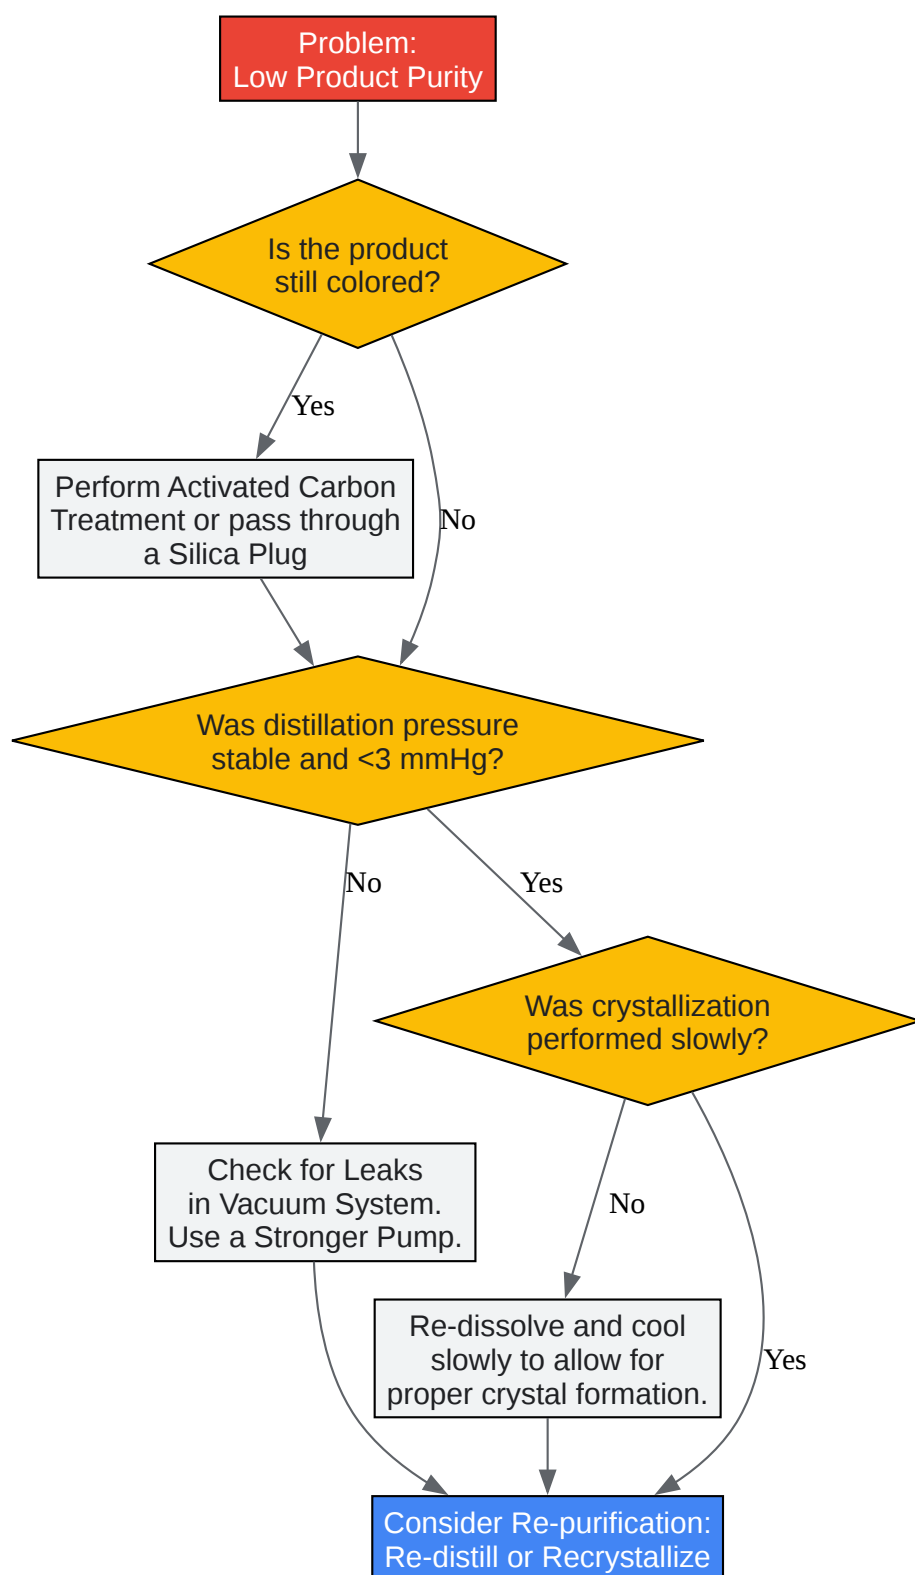 Problem:
Low Product Purity
Is the product
still colored?
Yes
Perform Activated Carbon
Treatment or pass through
a Silica Plug
No
Was distillation pressure
stable and <3 mmHg?
No
Yes
Was crystallization
performed slowly?
Check for Leaks
in Vacuum System.
Use a Stronger Pump.
No
Re-dissolve and cool
slowly to allow for
proper crystal formation.
Yes
Consider Re-purification:
Re-distill or Recrystallize